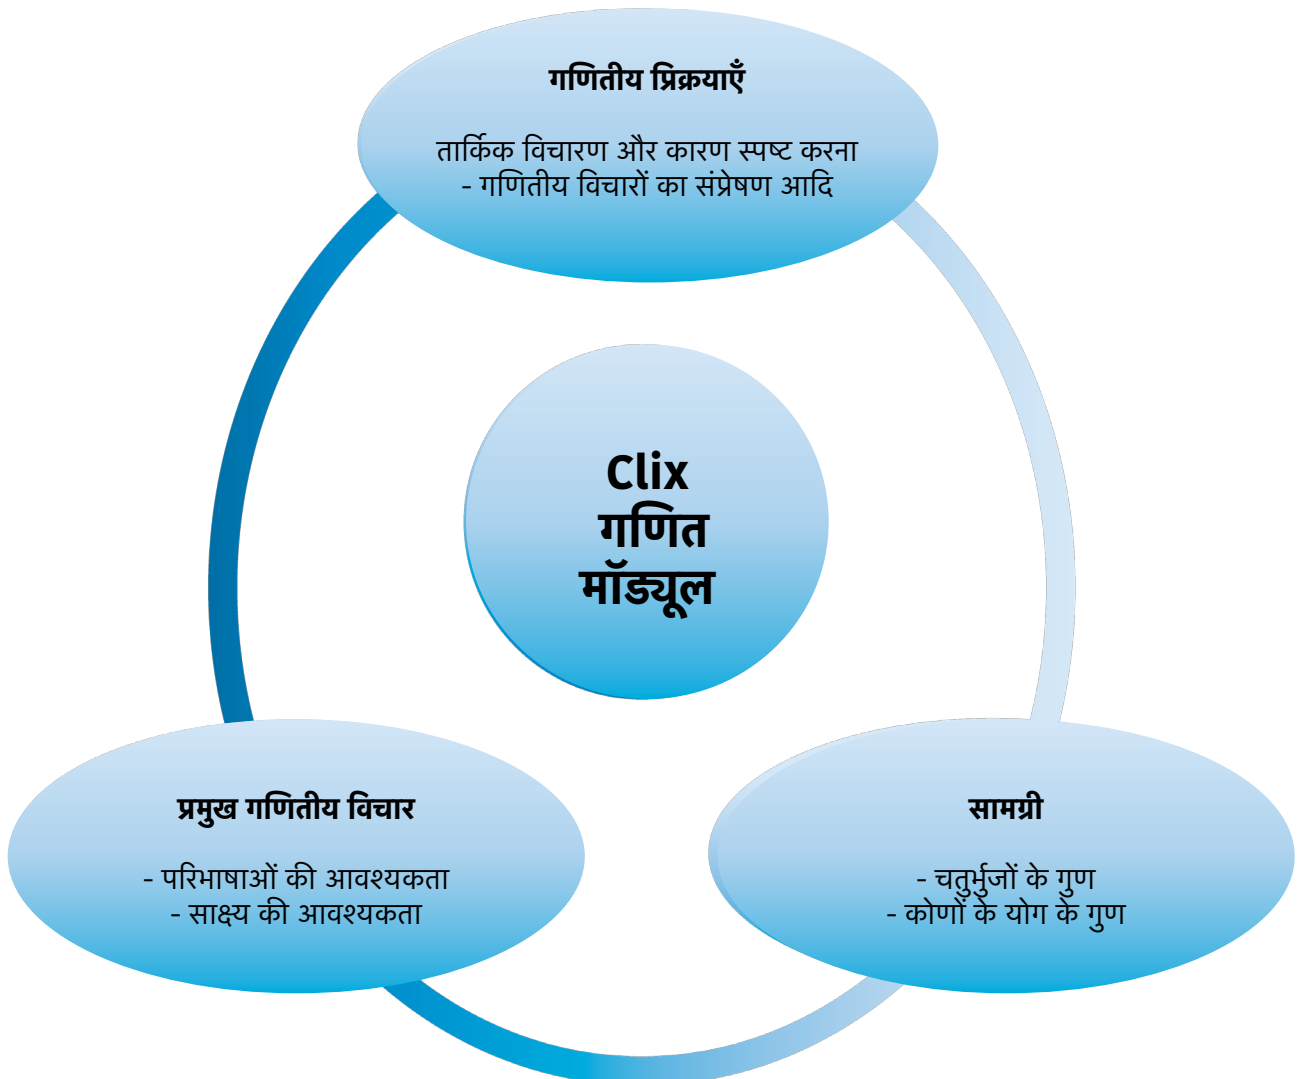 गणितीय प्रिक्रयाएँ
तार्किक विचारण और कारण स्पष्ट करना
- गणितीय विचारों का संप्रेषण आदि
Clix
गणित
मॉड्यूल
प्रमुख गणितीय विचार
- परिभाषाओं की आवश्यकता
- साक्ष्य की आवश्यकता
सामग्री
- चतुर्भुजों के गुण
- कोणों के योग के गुण